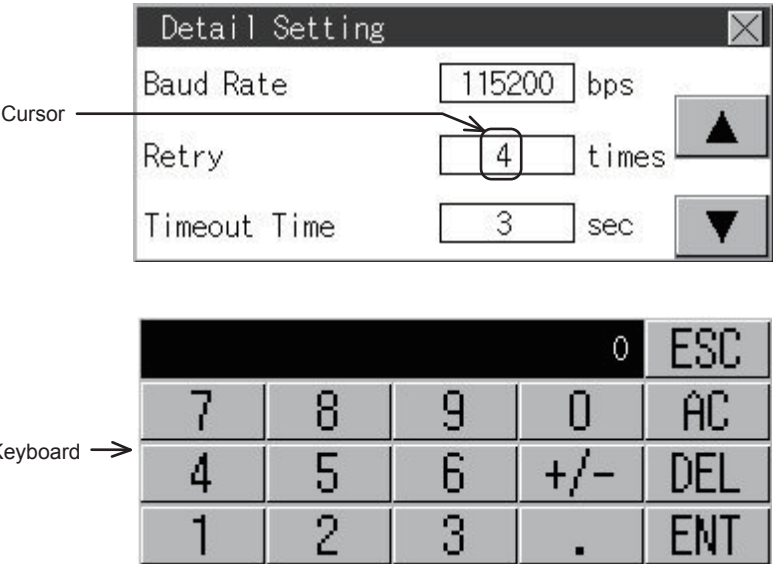 Detail Setting
Baud Rate 115200 bps
Cursor
Retry 4 times
Timeout Time 3 sec
0 ESC
7 8 9 0 AC
Keyboard
4 5 6 +/- DEL
1 2 3 . ENT